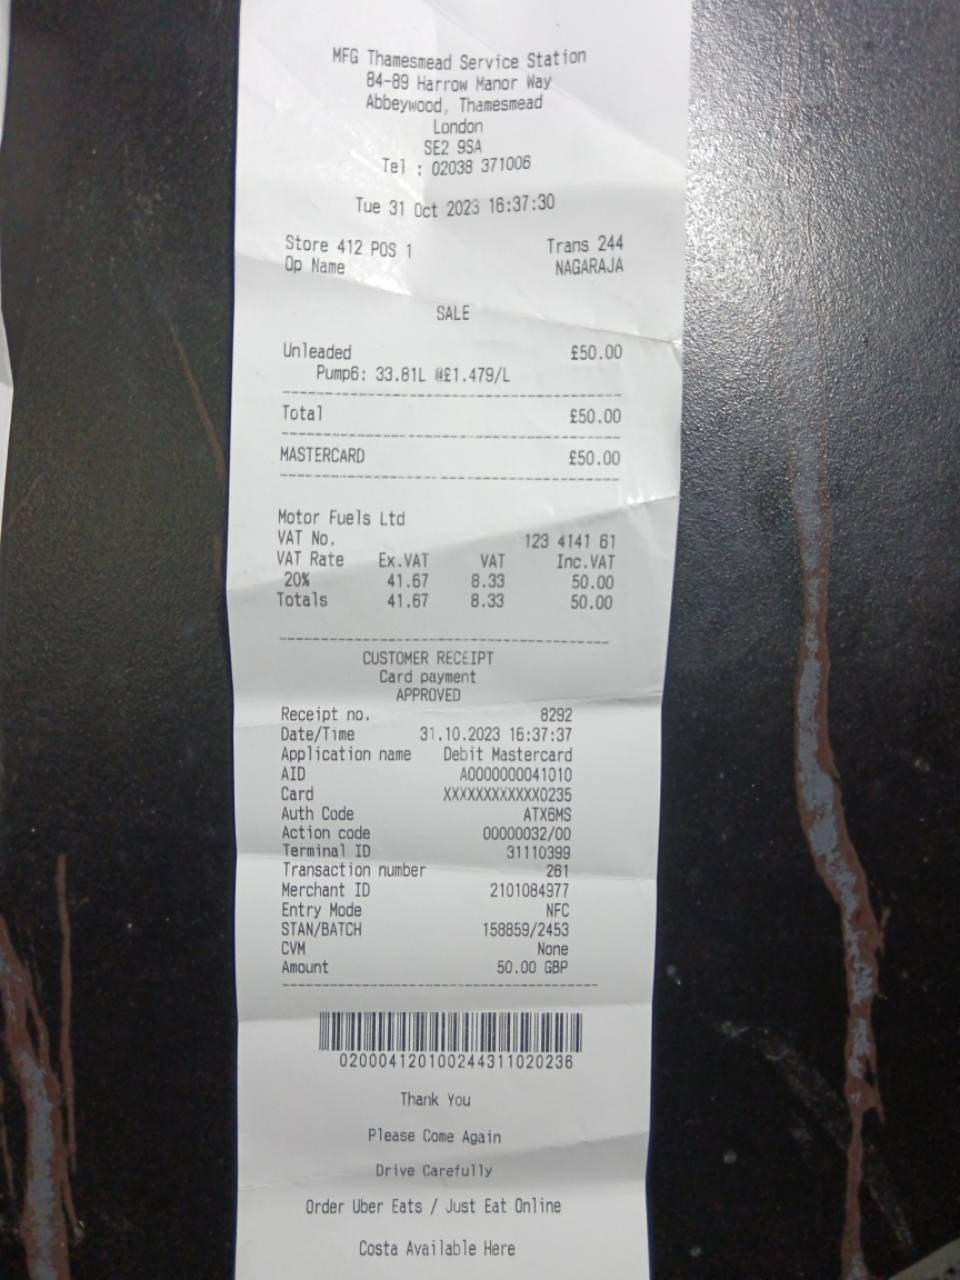 MFG Thamesmead Service Station
84-89 Harrow Manor Way
Abbeywood, Thamesmead
London
SE2 9SA
Tel : 02038 371006
Tue 31 Oct 2023 16:37:30
Store 412 POS 1 Trans 244
Op Name NAGARAJA
SALE
Unleaded £50.00
Pump6: 33.81L @£1.479/L
Total £50.00
MASTERCARD £50.00
Motor Fuels Ltd
VAT No. 123 4141 61
VAT Rate Ex.VAT VAT Inc.VAT
20% 41.67 8.33 50.00
Totals 41.67 8.33 50.00
CUSTOMER RECEIPT
Card payment
APPROVED
Receipt no. 8292
Date/Time 31.10.2023 16:37:37
Application name Debit Mastercard
AID A0000000041010
Card XXXXXXXXXXXX0235
Auth Code ATX6MS
Action code 00000032/00
Terminal ID 31110399
Transaction number 261
Merchant ID 2101084977
Entry Mode NFC
STAN/BATCH 158859/2453
CVM None
Amount 50.00 GBP
020004120100244311020236
Thank You
Please Come Again
Drive Carefully
Order Uber Eats / Just Eat Online
Costa Available Here